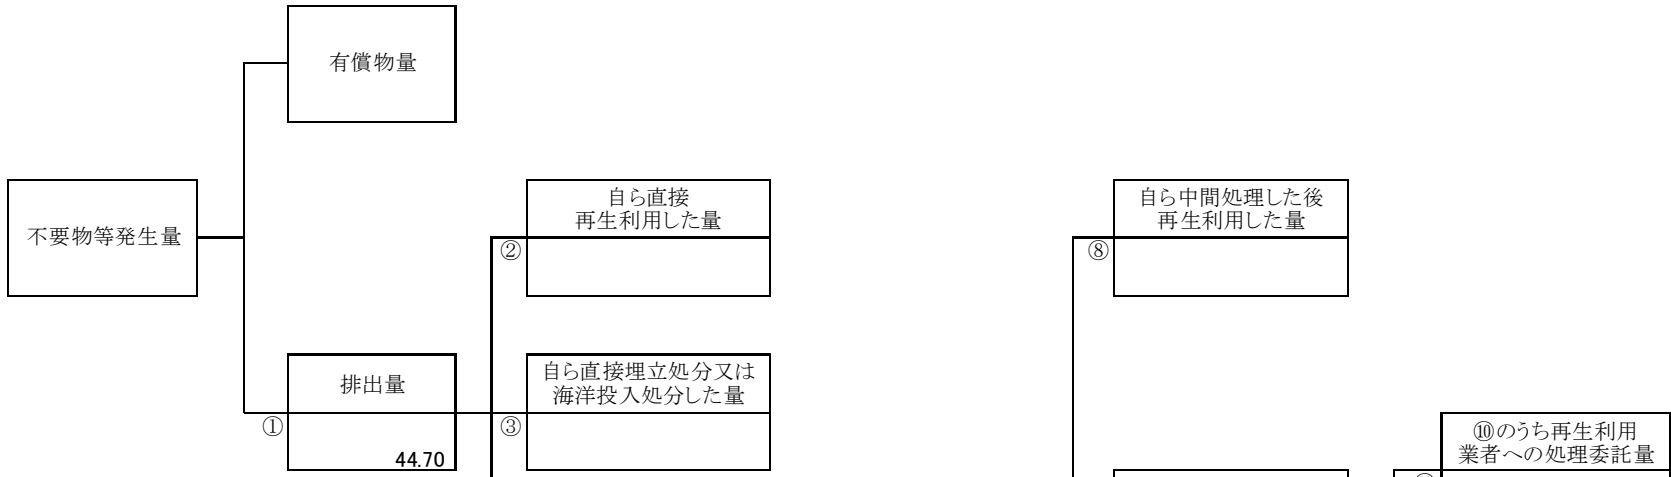 有償物量
不要物等発生量
自ら直接
再生利用した量
②
自ら中間処理した後
再生利用した量
⑧
排出量
①
44.70
自ら直接埋立処分又は
海洋投入処分した量
③
⑩のうち再生利用
業者への処理委託量